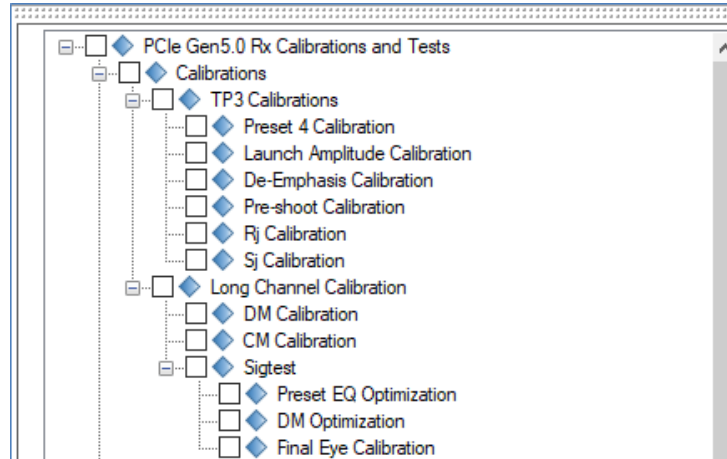 PCIe Gen5.0 Rx Calibrations and Tests
Calibrations
TP3 Calibrations
Preset 4 Calibration
Launch Amplitude Calibration
De-Emphasis Calibration
Pre-shoot Calibration
Rj Calibration
Sj Calibration
Long Channel Calibration
DM Calibration
CM Calibration
Sigtest
Preset EQ Optimization
DM Optimization
Final Eye Calibration